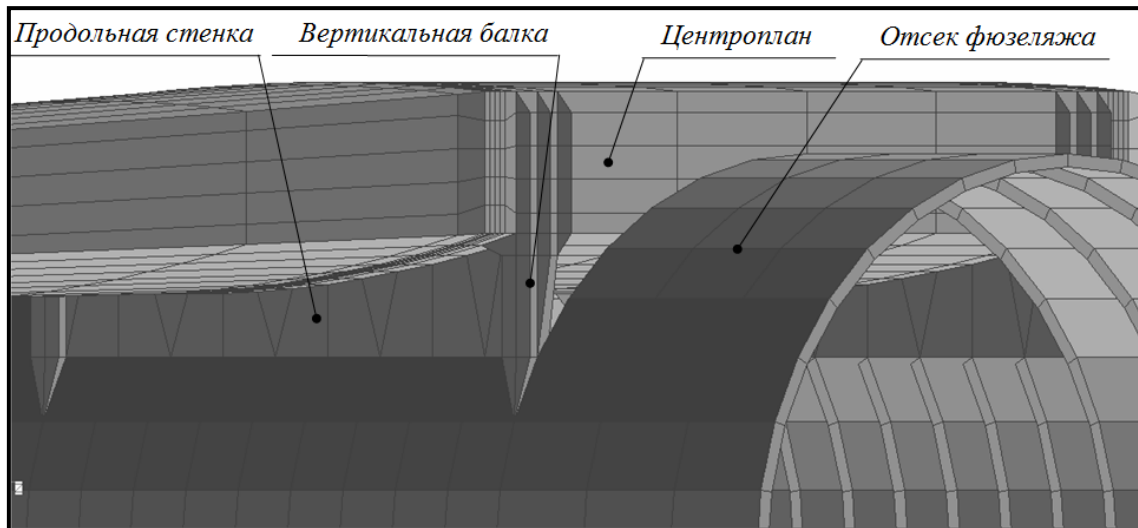 Продольная стенка
Вертикальная балка
Центроплан
Отсек фюзеляжа